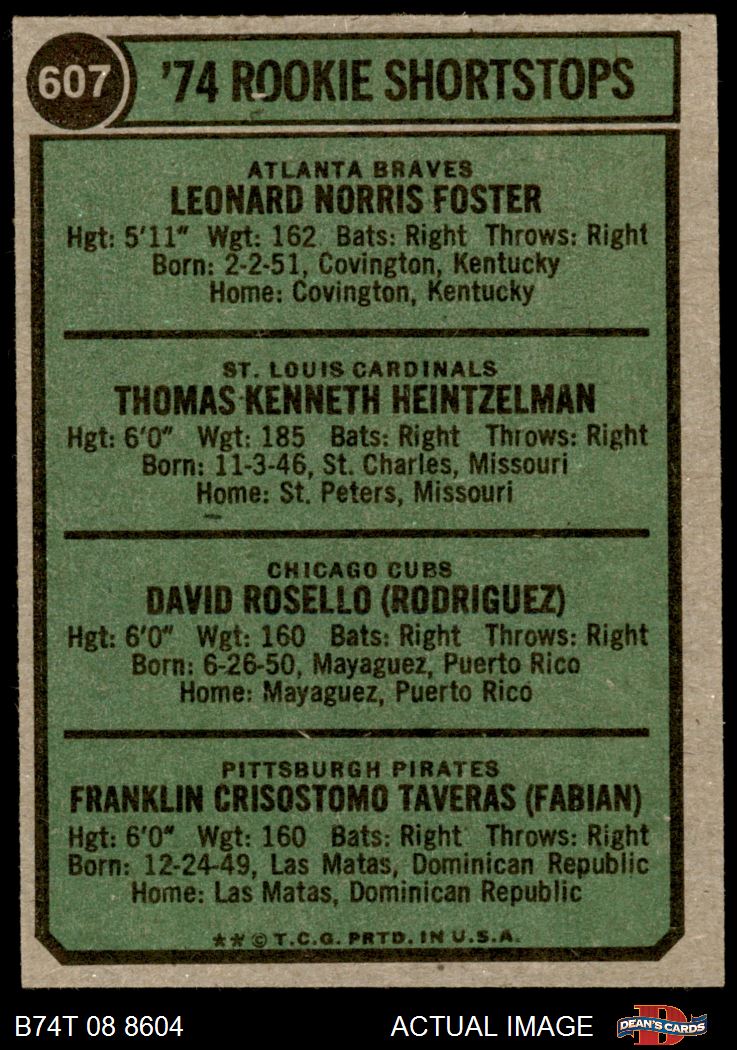 607
'74 ROOKIE SHORTSTOPS
ATLANTA BRAVES
LEONARD NORRIS FOSTER
Hgt: 5'11" Wgt: 162 Bats: Right Throws: Right
Born: 2-2-51, Covington, Kentucky
Home: Covington, Kentucky
ST. LOUIS CARDINALS
THOMAS KENNETH HEINTZELMAN
Hgt: 6'0" Wgt: 185 Bats: Right Throws: Right
Born: 11-3-46, St. Charles, Missouri
Home: St. Peters, Missouri
CHICAGO CUBS
DAVID ROSELLO (RODRIGUEZ)
Hgt: 6'0" Wgt: 160 Bats: Right Throws: Right
Born: 6-26-50, Mayaguez, Puerto Rico
Home: Mayaguez, Puerto Rico
PITTSBURGH PIRATES
FRANKLIN CRISOSTOMO TAVERAS (FABIAN)
Hgt: 6'0" Wgt: 160 Bats: Right Throws: Right
Born: 12-24-49, Las Matas, Dominican Republic
Home: Las Matas, Dominican Republic
** © T.C.G. PRTD. IN U.S.A.
B74T 08 8604 ACTUAL IMAGE D DEAN'S CARDS